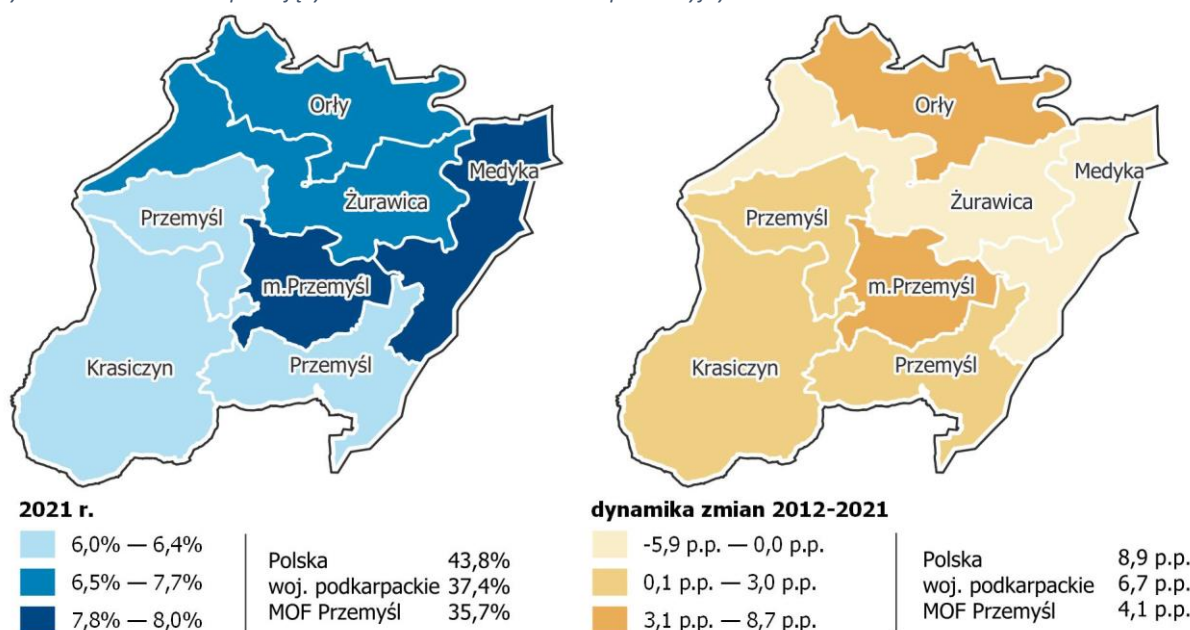 Orły
Medyka
Żurawica
Przemyśl
m.Przemyśl
Krasiczyn
Przemyśl
2021 r.
6,0% — 6,4%
6,5% — 7,7%
7,8% — 8,0%
Polska 43,8%
woj. podkarpackie 37,4%
MOF Przemyśl 35,7%
Orły
Medyka
Żurawica
Przemyśl
m.Przemyśl
Krasiczyn
Przemyśl
dynamika zmian 2012-2021
-5,9 p.p. — 0,0 p.p.
0,1 p.p. — 3,0 p.p.
3,1 p.p. — 8,7 p.p.
Polska 8,9 p.p.
woj. podkarpackie 6,7 p.p.
MOF Przemyśl 4,1 p.p.